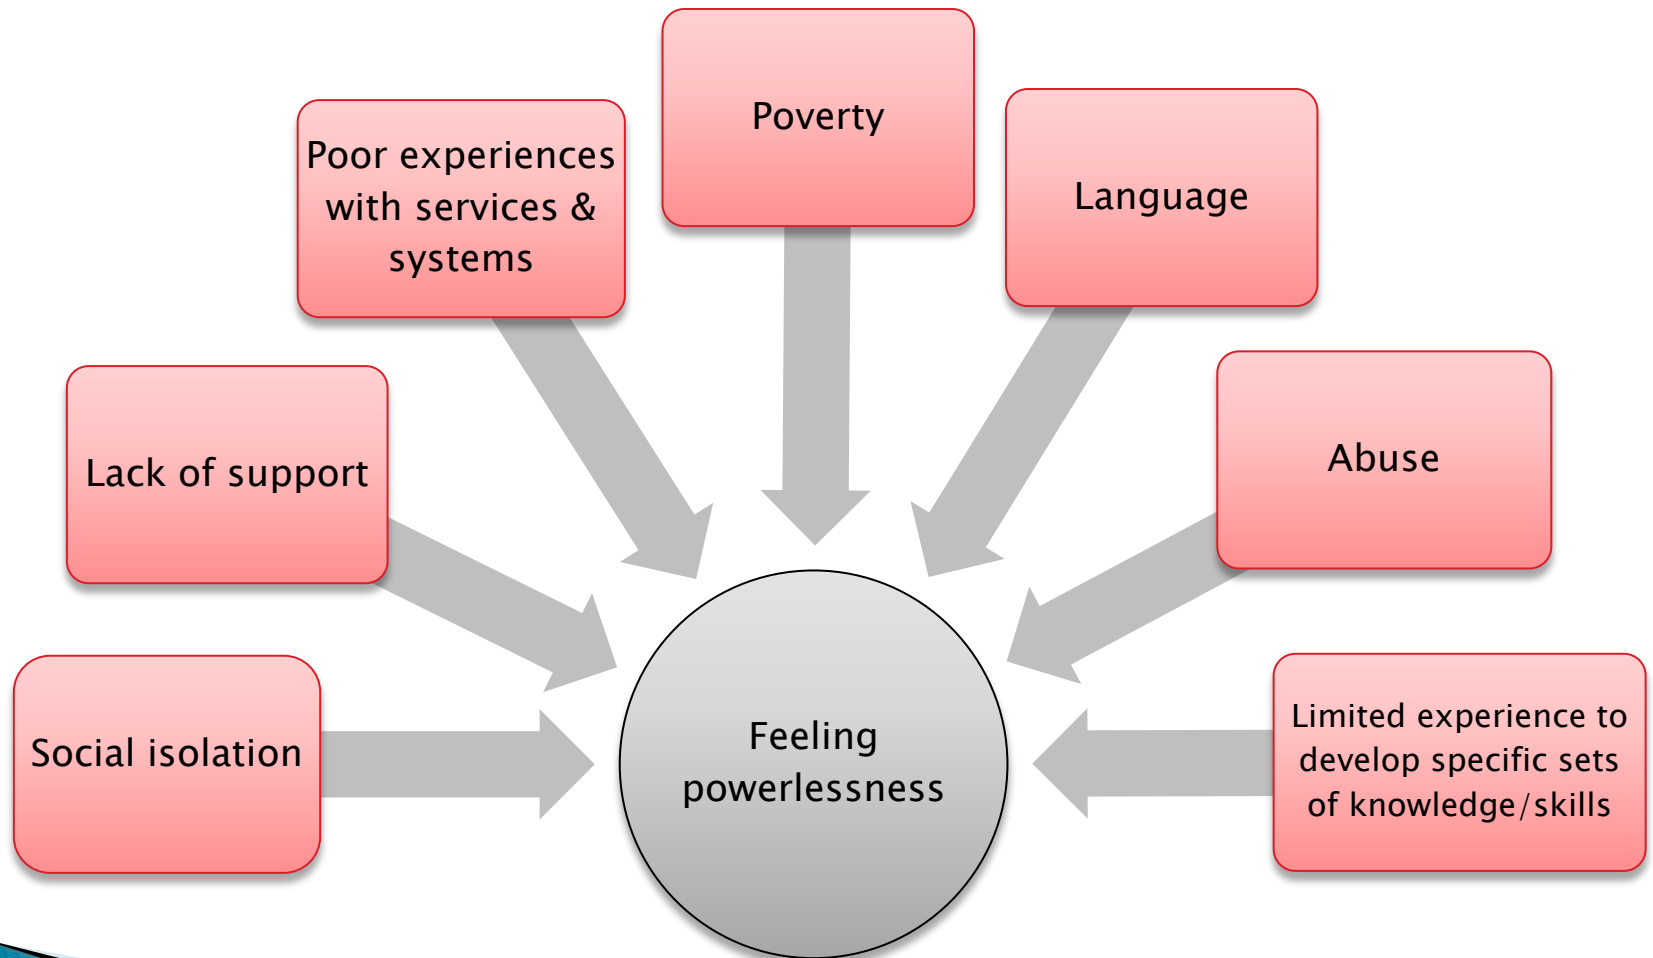 Poverty
Poor experiences
with services &
systems
Language
Lack of support
Abuse
Social isolation
Feeling
powerlessness
Limited experience to
develop specific sets
of knowledge/skills